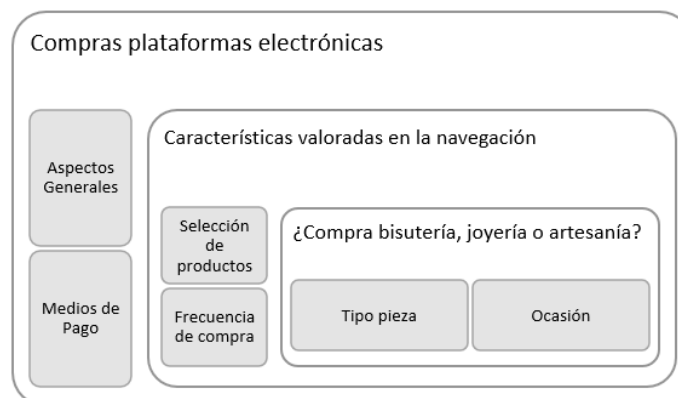 Compras plataformas electrónicas
Características valoradas en la navegación
Aspectos
Generales
Selección
de
productos
¿Compra bisutería, joyería o artesanía?
Medios de
Pago
Frecuencia
de compra
Tipo pieza
Ocasión